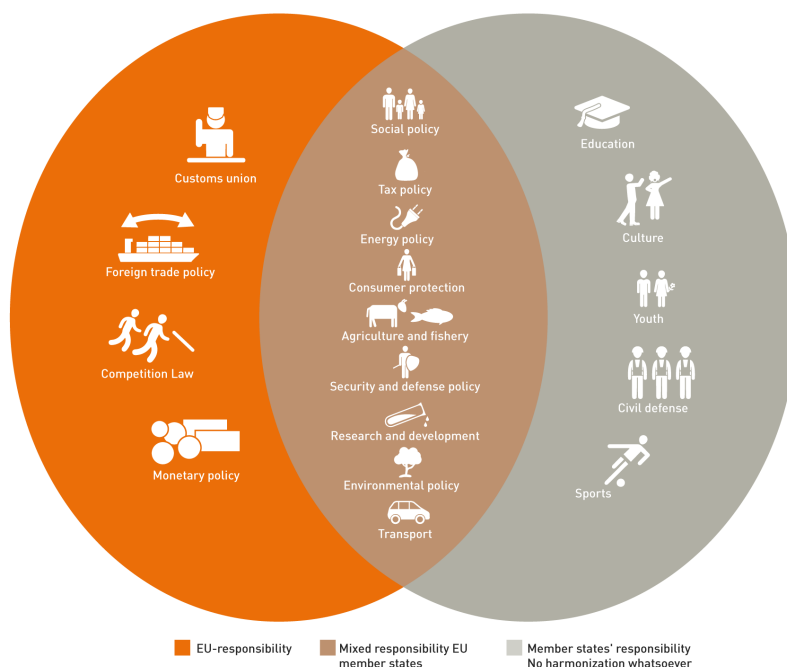 Customs union
Foreign trade policy
Competition Law
Monetary policy
Social policy
Tax policy
Energy policy
Consumer protection
Agriculture and fishery
Security and defense policy
Research and development
Environmental policy
Transport
Education
Culture
Youth
Civil defense
Sports
EU-responsibility
Mixed responsibility EU
member states
Member states' responsibility
No harmonization whatsoever